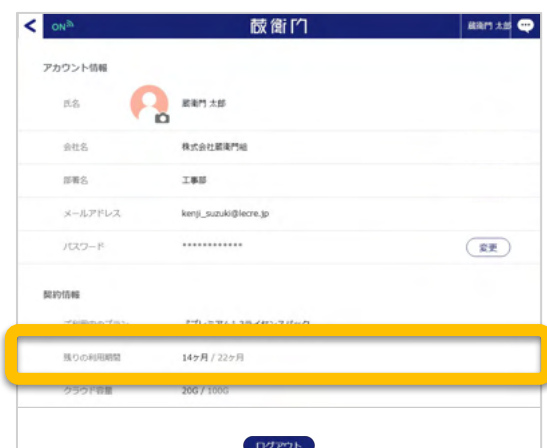 ON
蔵衛門
蔵衛門 太郎
アカウント情報
氏名
蔵衛門 太郎
会社名
株式会社蔵衛門組
部署名
工事部
メールアドレス
kenji_suzuki@lecre.jp
パスワード
************
変更
契約情報
残りの利用期間
14ヶ月 / 22ヶ月
クラウド容量
20G / 100G
ログアウト